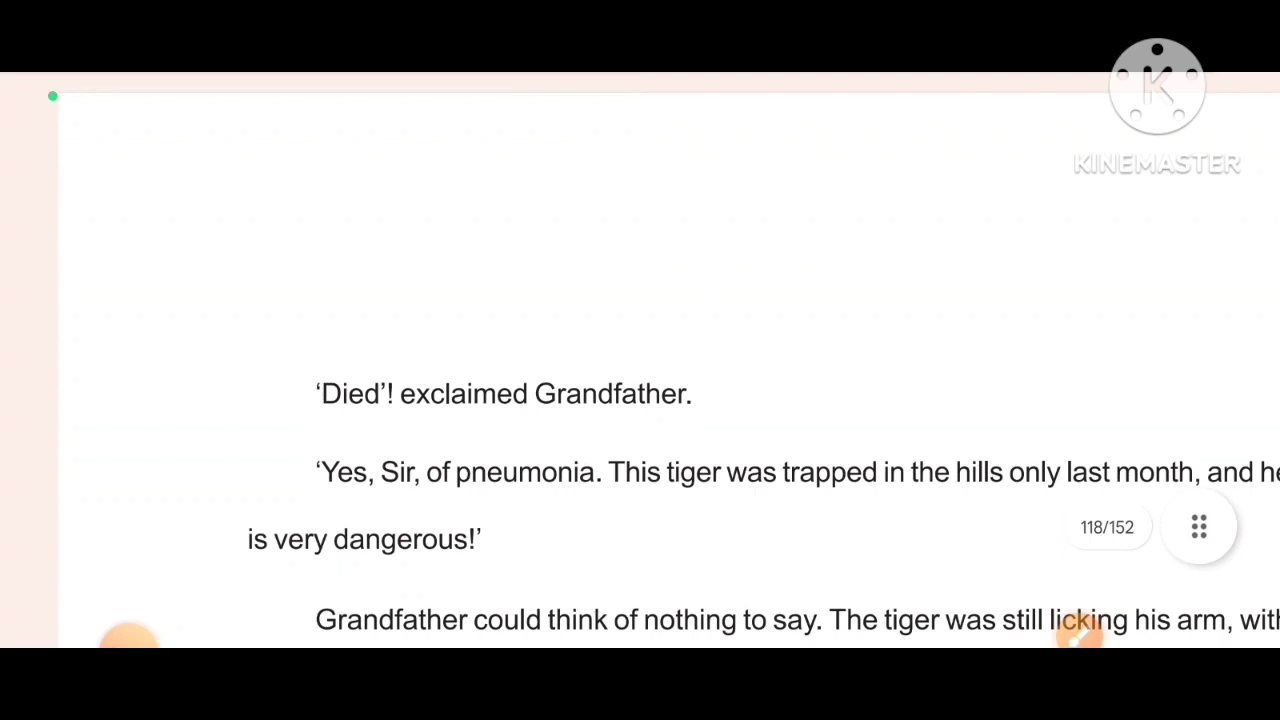 K
KINEMASTER
‘Died’! exclaimed Grandfather.
‘Yes, Sir, of pneumonia. This tiger was trapped in the hills only last month, and he
is very dangerous!’
118/152
Grandfather could think of nothing to say. The tiger was still licking his arm, with